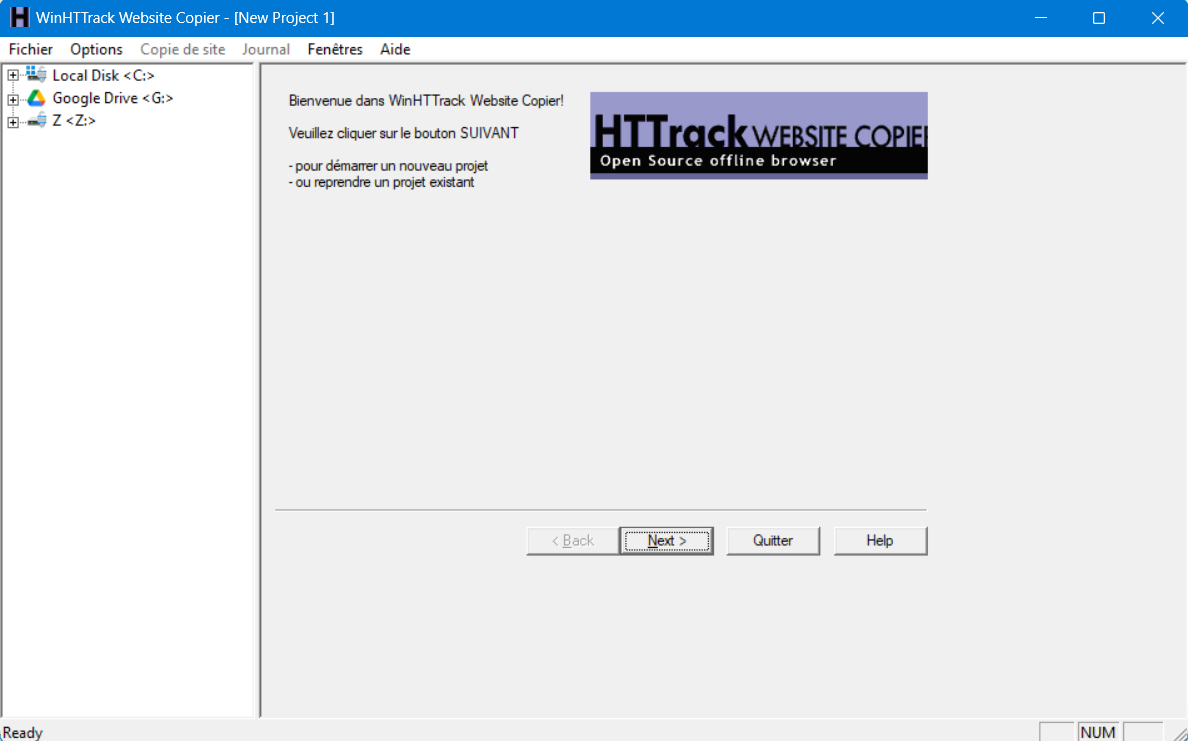 WinHTTrack Website Copier - [New Project 1]
Fichier Options Copie de site Journal Fenêtres Aide
Local Disk <C:>
Google Drive <G:>
Z <Z:>
Bienvenue dans WinHTTrack Website Copier!
Veuillez cliquer sur le bouton SUIVANT
- pour démarrer un nouveau projet
- ou reprendre un projet existant
HTTrack WEBSITE COPIER
Open Source offline browser
< Back Next > Quitter Help
Ready NUM